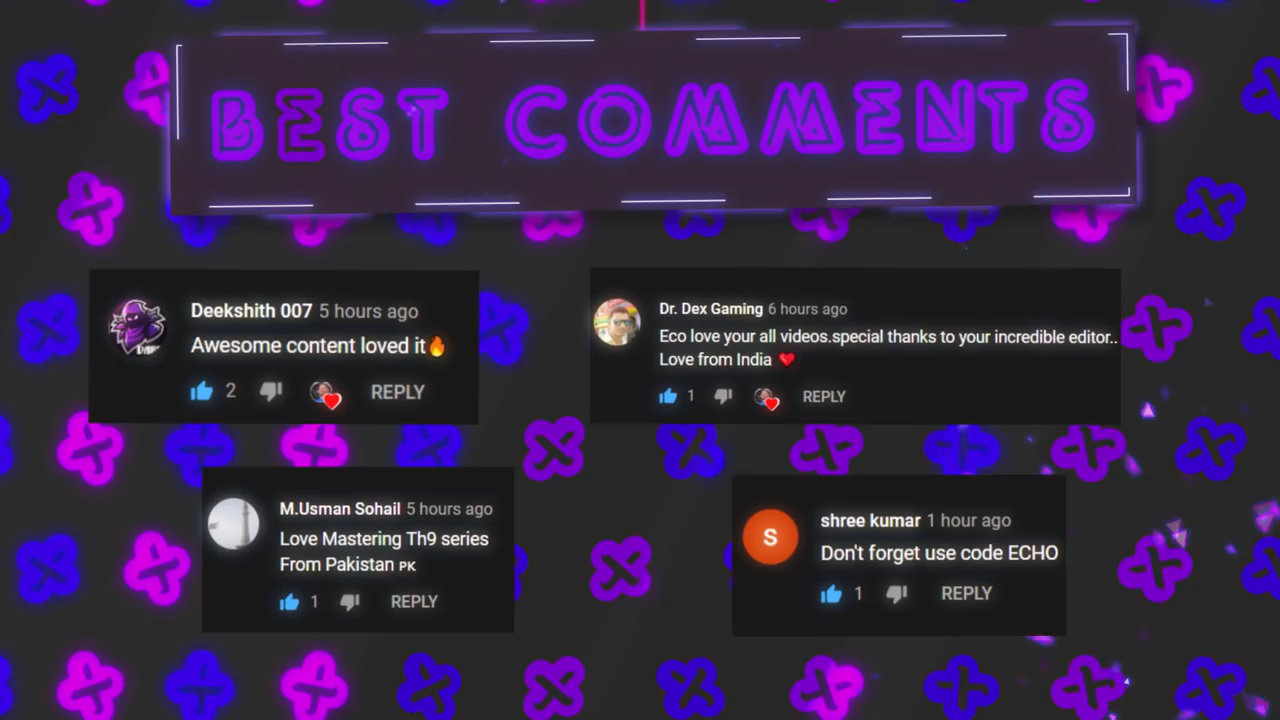 BEST COMMENTS
Deekshith 007 5 hours ago
Awesome content loved it🔥
2 REPLY
Dr. Dex Gaming 6 hours ago
Eco love your all videos.special thanks to your incredible editor..
Love from India ❤️
1 REPLY
M.Usman Sohail 5 hours ago
Love Mastering Th9 series
From Pakistan PK
1 REPLY
S
shree kumar 1 hour ago
Don't forget use code ECHO
1 REPLY